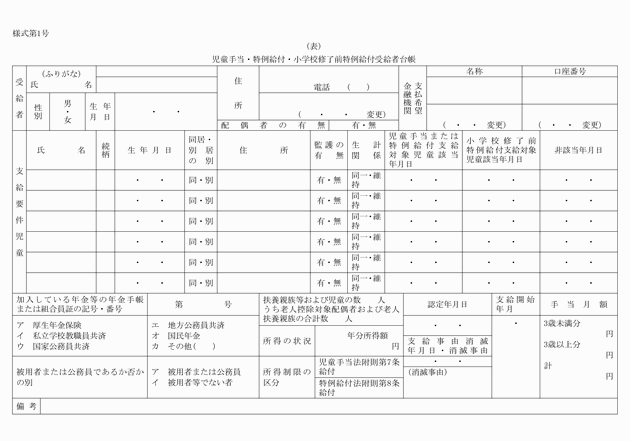 様式第1号
（表）
児童手当・特例給付・小学校修了前特例給付受給者台帳
受給者
（ふりがな）
氏　　名
性別
男・女
生年月日
・　・
住所
電話　（　）
（　・　・　変更）
配偶者の有無
有・無
支払希望金融機関
名称
口座番号
（　・　・　変更）
（　・　・　変更）
支給要件児童
氏　　名
続柄
生年月日
同居・別居の別
住　　所
監護の有無
生計関係
児童手当または特例給付支給対象児童該当年月日
小学校修了前特例給付支給対象児童該当年月日
非該当年月日
・　・　同・別　有・無　同一・維持　・　・　・　・　・　・
・　・　同・別　有・無　同一・維持　・　・　・　・　・　・
・　・　同・別　有・無　同一・維持　・　・　・　・　・　・
・　・　同・別　有・無　同一・維持　・　・　・　・　・　・
・　・　同・別　有・無　同一・維持　・　・　・　・　・　・
・　・　同・別　有・無　同一・維持　・　・　・　・　・　・
加入している年金等の年金手帳
または組合員証の記号・番号
第　　号
ア　厚生年金保険
イ　私立学校教職員共済
ウ　国家公務員共済
エ　地方公務員共済
オ　国民年金
カ　その他（　）
被用者または公務員であるか否か
の別
ア　被用者または公務員
イ　被用者等でない者
扶養親族等および児童の数　人
うち老人控除対象配偶者および老人
扶養親族の合計数　人
所得の状況
年分所得額
円
所得制限の
区分
児童手当法附則第7条
給付
特例給付法附則第8条
給付
認定年月日
・　・
支給事由消滅
年月日・消滅事由
・　・
（消滅事由）
支給開始
年月
・
手当月額
3歳未満分
円
3歳以上分
円
計
円
備考